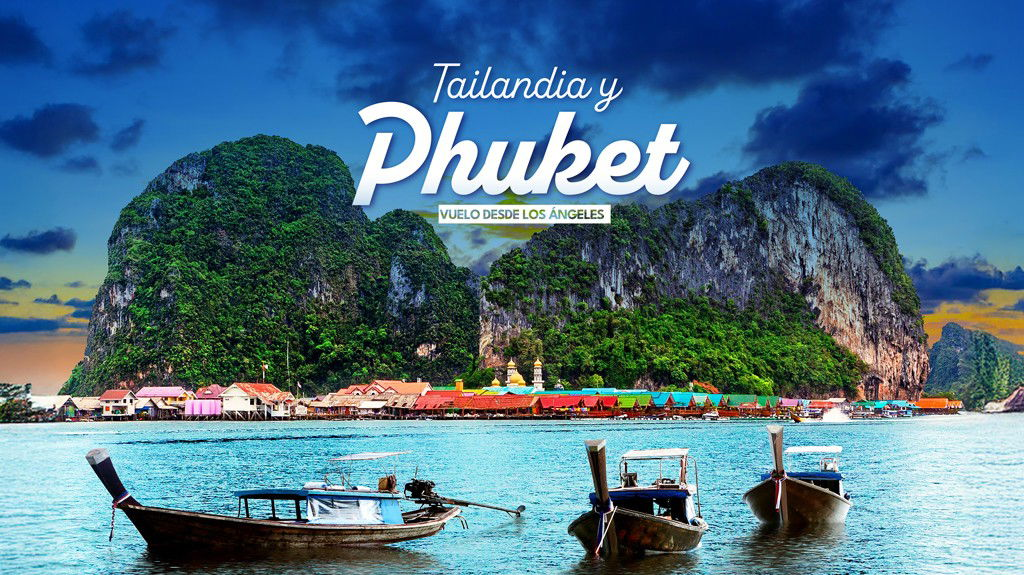 Tailandia y
Phuket
VUELO DESDE LOS ÁNGELES